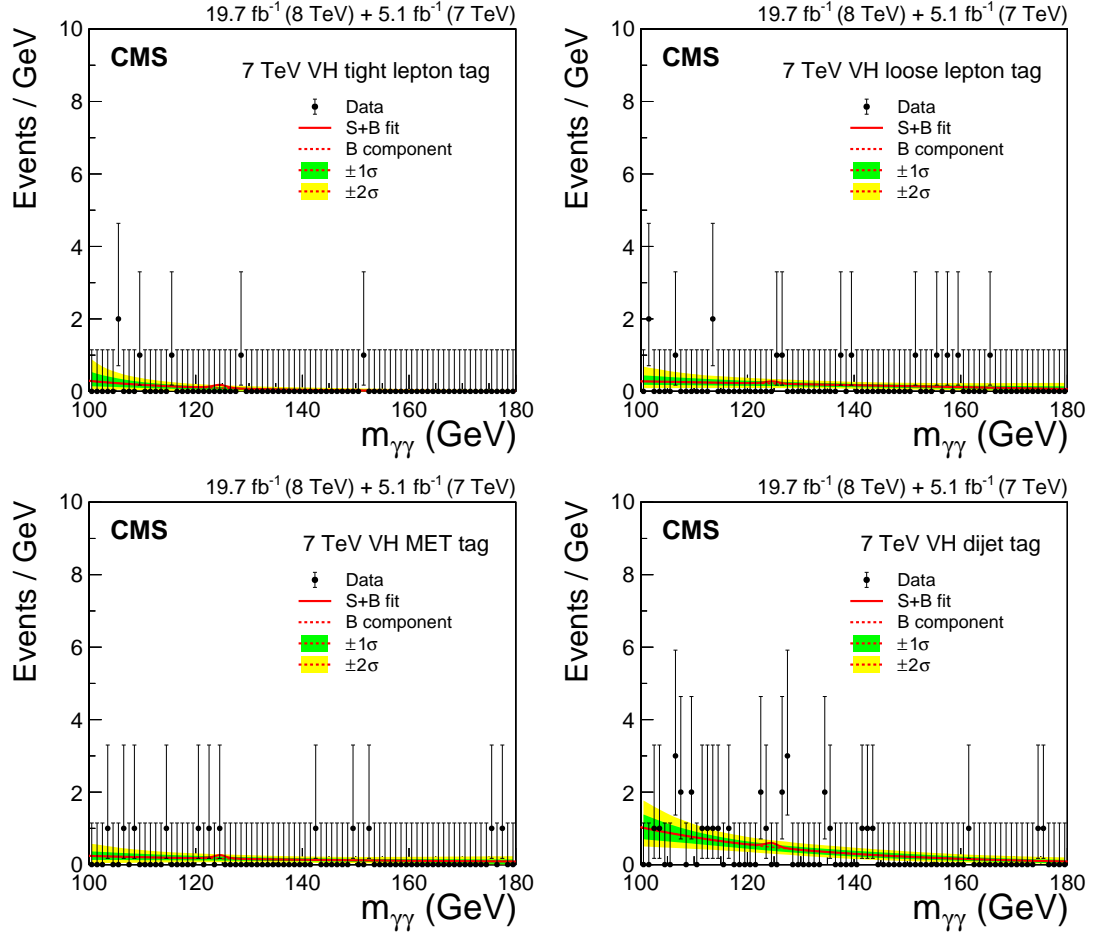 19.7 fb⁻¹ (8 TeV) + 5.1 fb⁻¹ (7 TeV)
Events / GeV
10
8
6
4
2
0
CMS
7 TeV VH tight lepton tag
Data
S+B fit
B component
±1σ
±2σ
100 120 140 160 180
mγγ (GeV)
19.7 fb⁻¹ (8 TeV) + 5.1 fb⁻¹ (7 TeV)
Events / GeV
10
8
6
4
2
0
CMS
7 TeV VH loose lepton tag
Data
S+B fit
B component
±1σ
±2σ
100 120 140 160 180
mγγ (GeV)
19.7 fb⁻¹ (8 TeV) + 5.1 fb⁻¹ (7 TeV)
Events / GeV
10
8
6
4
2
0
CMS
7 TeV VH MET tag
Data
S+B fit
B component
±1σ
±2σ
100 120 140 160 180
mγγ (GeV)
19.7 fb⁻¹ (8 TeV) + 5.1 fb⁻¹ (7 TeV)
Events / GeV
10
8
6
4
2
0
CMS
7 TeV VH dijet tag
Data
S+B fit
B component
±1σ
±2σ
100 120 140 160 180
mγγ (GeV)